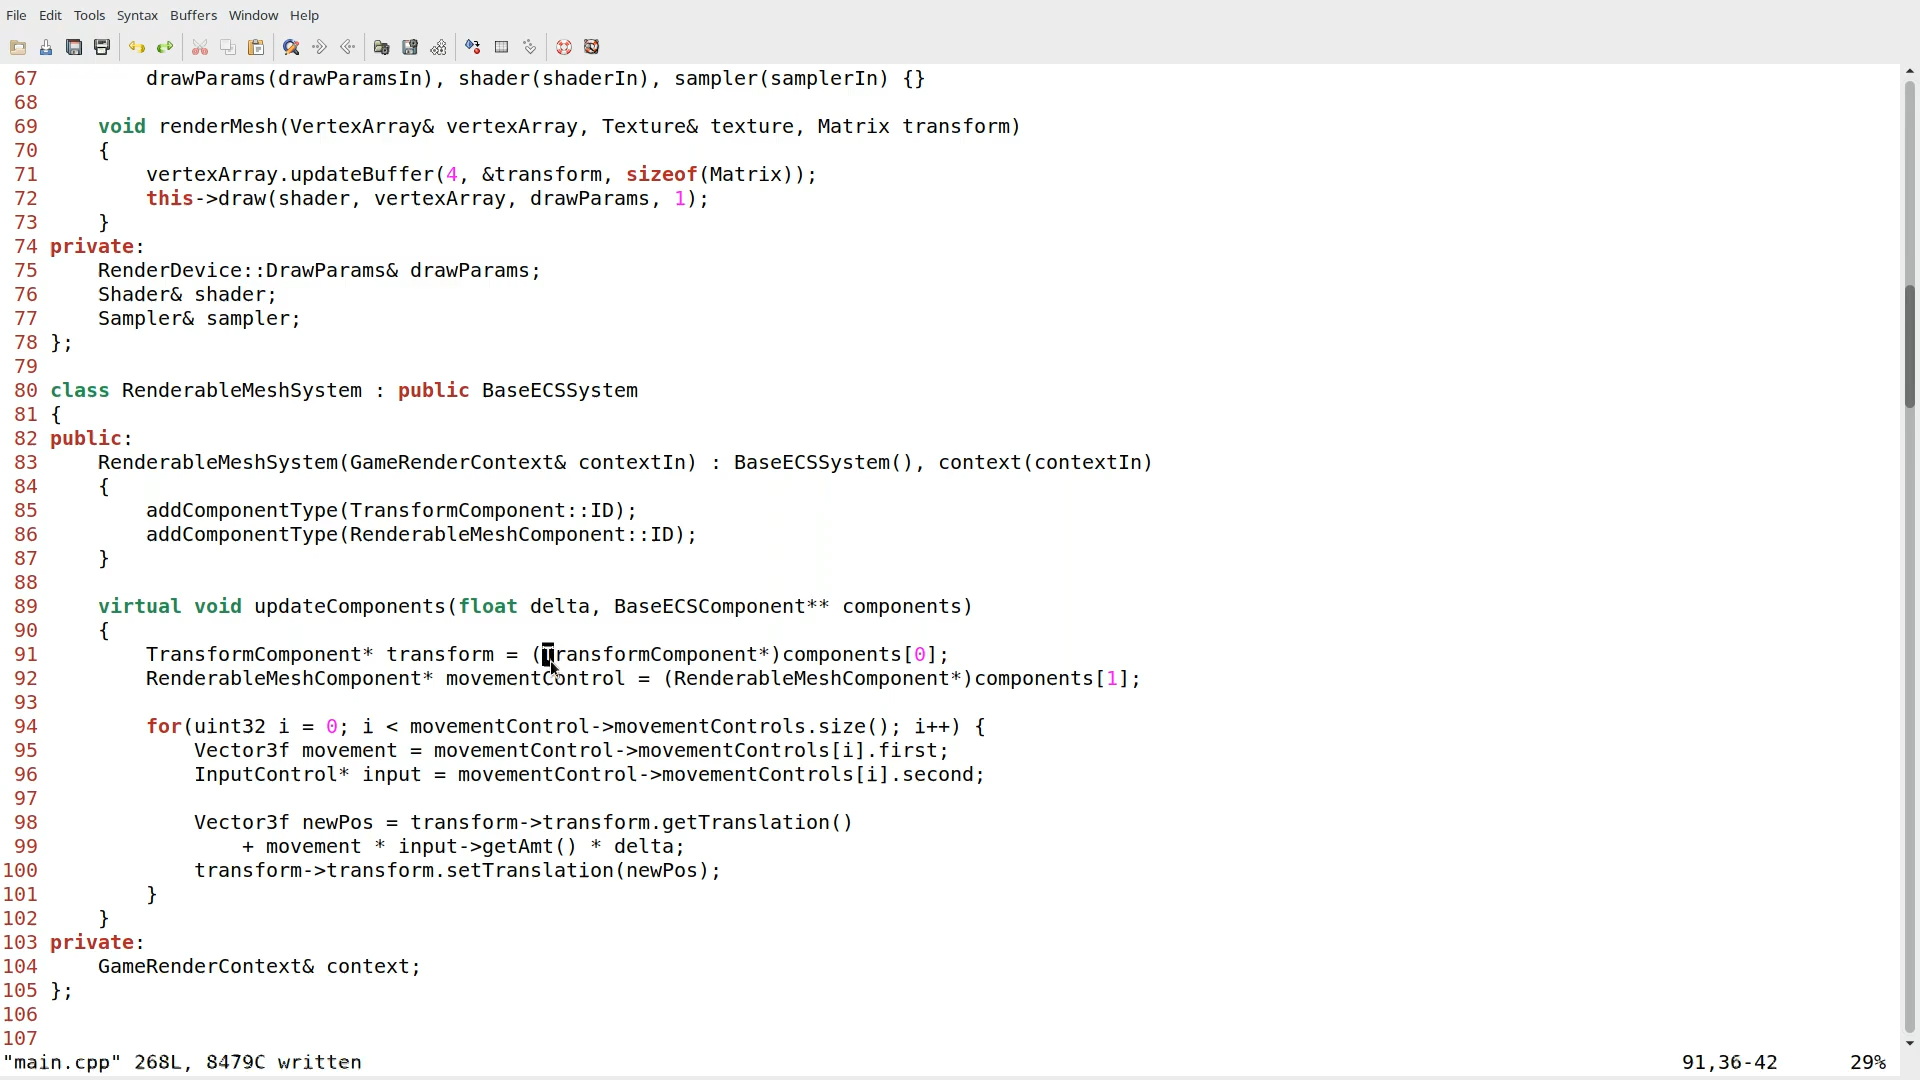 File Edit Tools Syntax Buffers Window Help
67         drawParams(drawParamsIn), shader(shaderIn), sampler(samplerIn) {}
68
69     void renderMesh(VertexArray& vertexArray, Texture& texture, Matrix transform)
70     {
71         vertexArray.updateBuffer(4, &transform, sizeof(Matrix));
72         this->draw(shader, vertexArray, drawParams, 1);
73     }
74 private:
75     RenderDevice::DrawParams& drawParams;
76     Shader& shader;
77     Sampler& sampler;
78 };
79
80 class RenderableMeshSystem : public BaseECSSystem
81 {
82 public:
83     RenderableMeshSystem(GameRenderContext& contextIn) : BaseECSSystem(), context(contextIn)
84     {
85         addComponentType(TransformComponent::ID);
86         addComponentType(RenderableMeshComponent::ID);
87     }
88
89     virtual void updateComponents(float delta, BaseECSComponent** components)
90     {
91         TransformComponent* transform = (TransformComponent*)components[0];
92         RenderableMeshComponent* movementControl = (RenderableMeshComponent*)components[1];
93
94         for(uint32 i = 0; i < movementControl->movementControls.size(); i++) {
95             Vector3f movement = movementControl->movementControls[i].first;
96             InputControl* input = movementControl->movementControls[i].second;
97
98             Vector3f newPos = transform->transform.getTranslation()
99                 + movement * input->getAmt() * delta;
100             transform->transform.setTranslation(newPos);
101         }
102     }
103 private:
104     GameRenderContext& context;
105 };
106
107
"main.cpp" 268L, 8479C written 91,36-42 29%